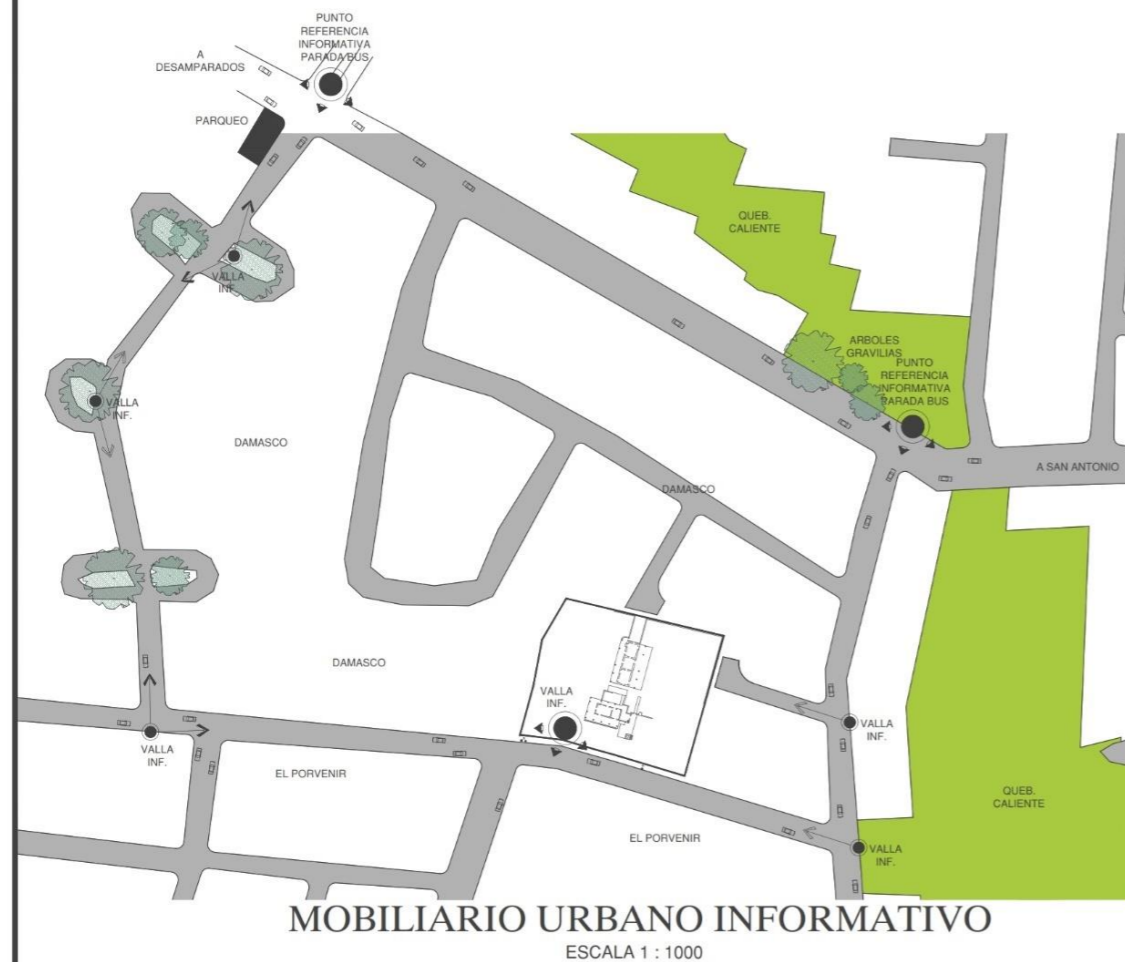 PUNTO
REFERENCIA
INFORMATIVA
PARADA BUS
A
DESAMPARADOS
PARQUEO
QUEB.
CALIENTE
VALLA
INF.
ARBOLES
GRAVILIAS
PUNTO
REFERENCIA
INFORMATIVA
PARADA BUS
VALLA
INF.
DAMASCO
A SAN ANTONIO
DAMASCO
DAMASCO
VALLA
INF.
VALLA
INF.
VALLA
INF.
EL PORVENIR
QUEB.
CALIENTE
EL PORVENIR
VALLA
INF.
MOBILIARIO URBANO INFORMATIVO
ESCALA 1 : 1000